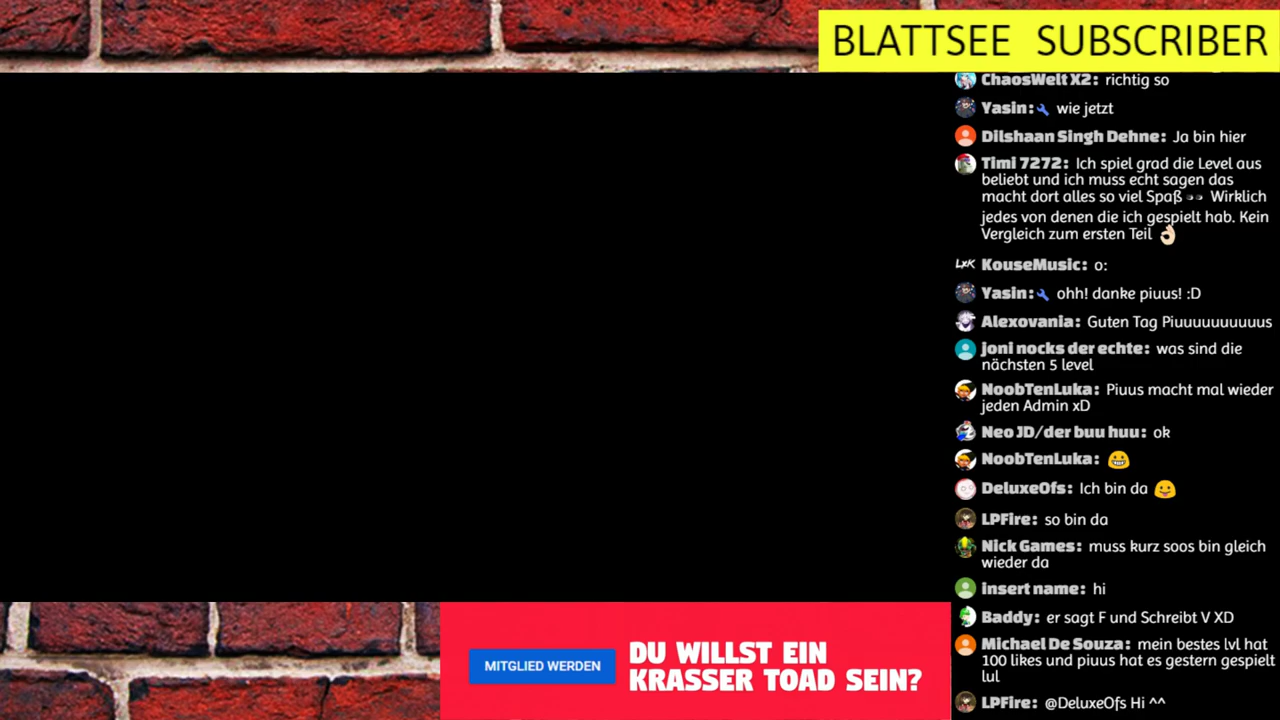 BLATTSEE SUBSCRIBER
ChaosWelt X2: richtig so
Yasin: wie jetzt
Dilshaan Singh Dehne: Ja bin hier
Timi 7272: Ich spiel grad die Level aus
beliebt und ich muss echt sagen das
macht dort alles so viel Spaß 👀 Wirklich
jedes von denen die ich gespielt hab. Kein
Vergleich zum ersten Teil 👌🏻
LxK KouseMusic: o:
Yasin: ohh! danke piuus! :D
Alexovania: Guten Tag Piuuuuuuuuuus
joni nocks der echte: was sind die
nächsten 5 level
NoobTenLuka: Piuus macht mal wieder
jeden Admin xD
Neo JD/der buu huu: ok
NoobTenLuka: 😀
DeluxeOfs: Ich bin da 😛
LPFire: so bin da
Nick Games: muss kurz soos bin gleich
wieder da
insert name: hi
Baddy: er sagt F und Schreibt V XD
Michael De Souza: mein bestes lvl hat
100 likes und piuus hat es gestern gespielt
lul
LPFire: @DeluxeOfs Hi ^^
MITGLIED WERDEN
DU WILLST EIN
KRASSER TOAD SEIN?